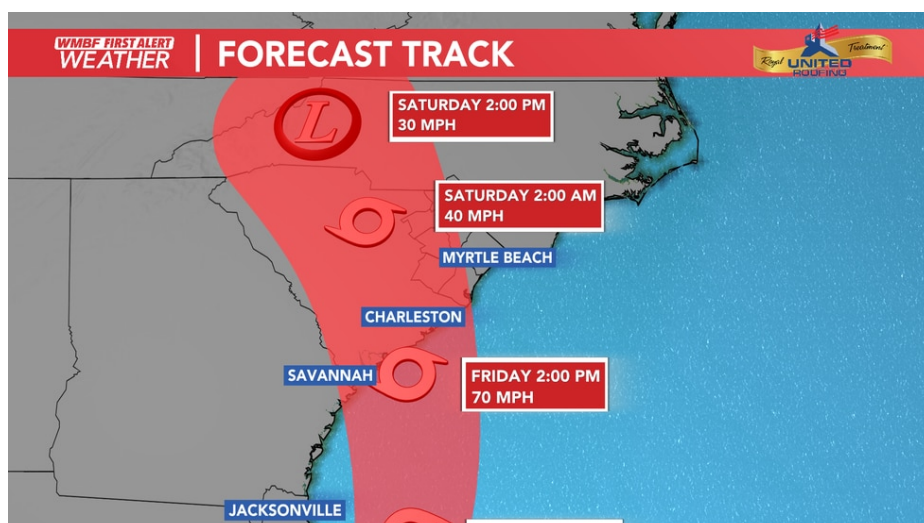 WMBF FIRST ALERT
WEATHER
FORECAST TRACK
Royal
UNITED
ROOFING
Treatment
L
SATURDAY 2:00 PM
30 MPH
SATURDAY 2:00 AM
40 MPH
MYRTLE BEACH
CHARLESTON
SAVANNAH
FRIDAY 2:00 PM
70 MPH
JACKSONVILLE